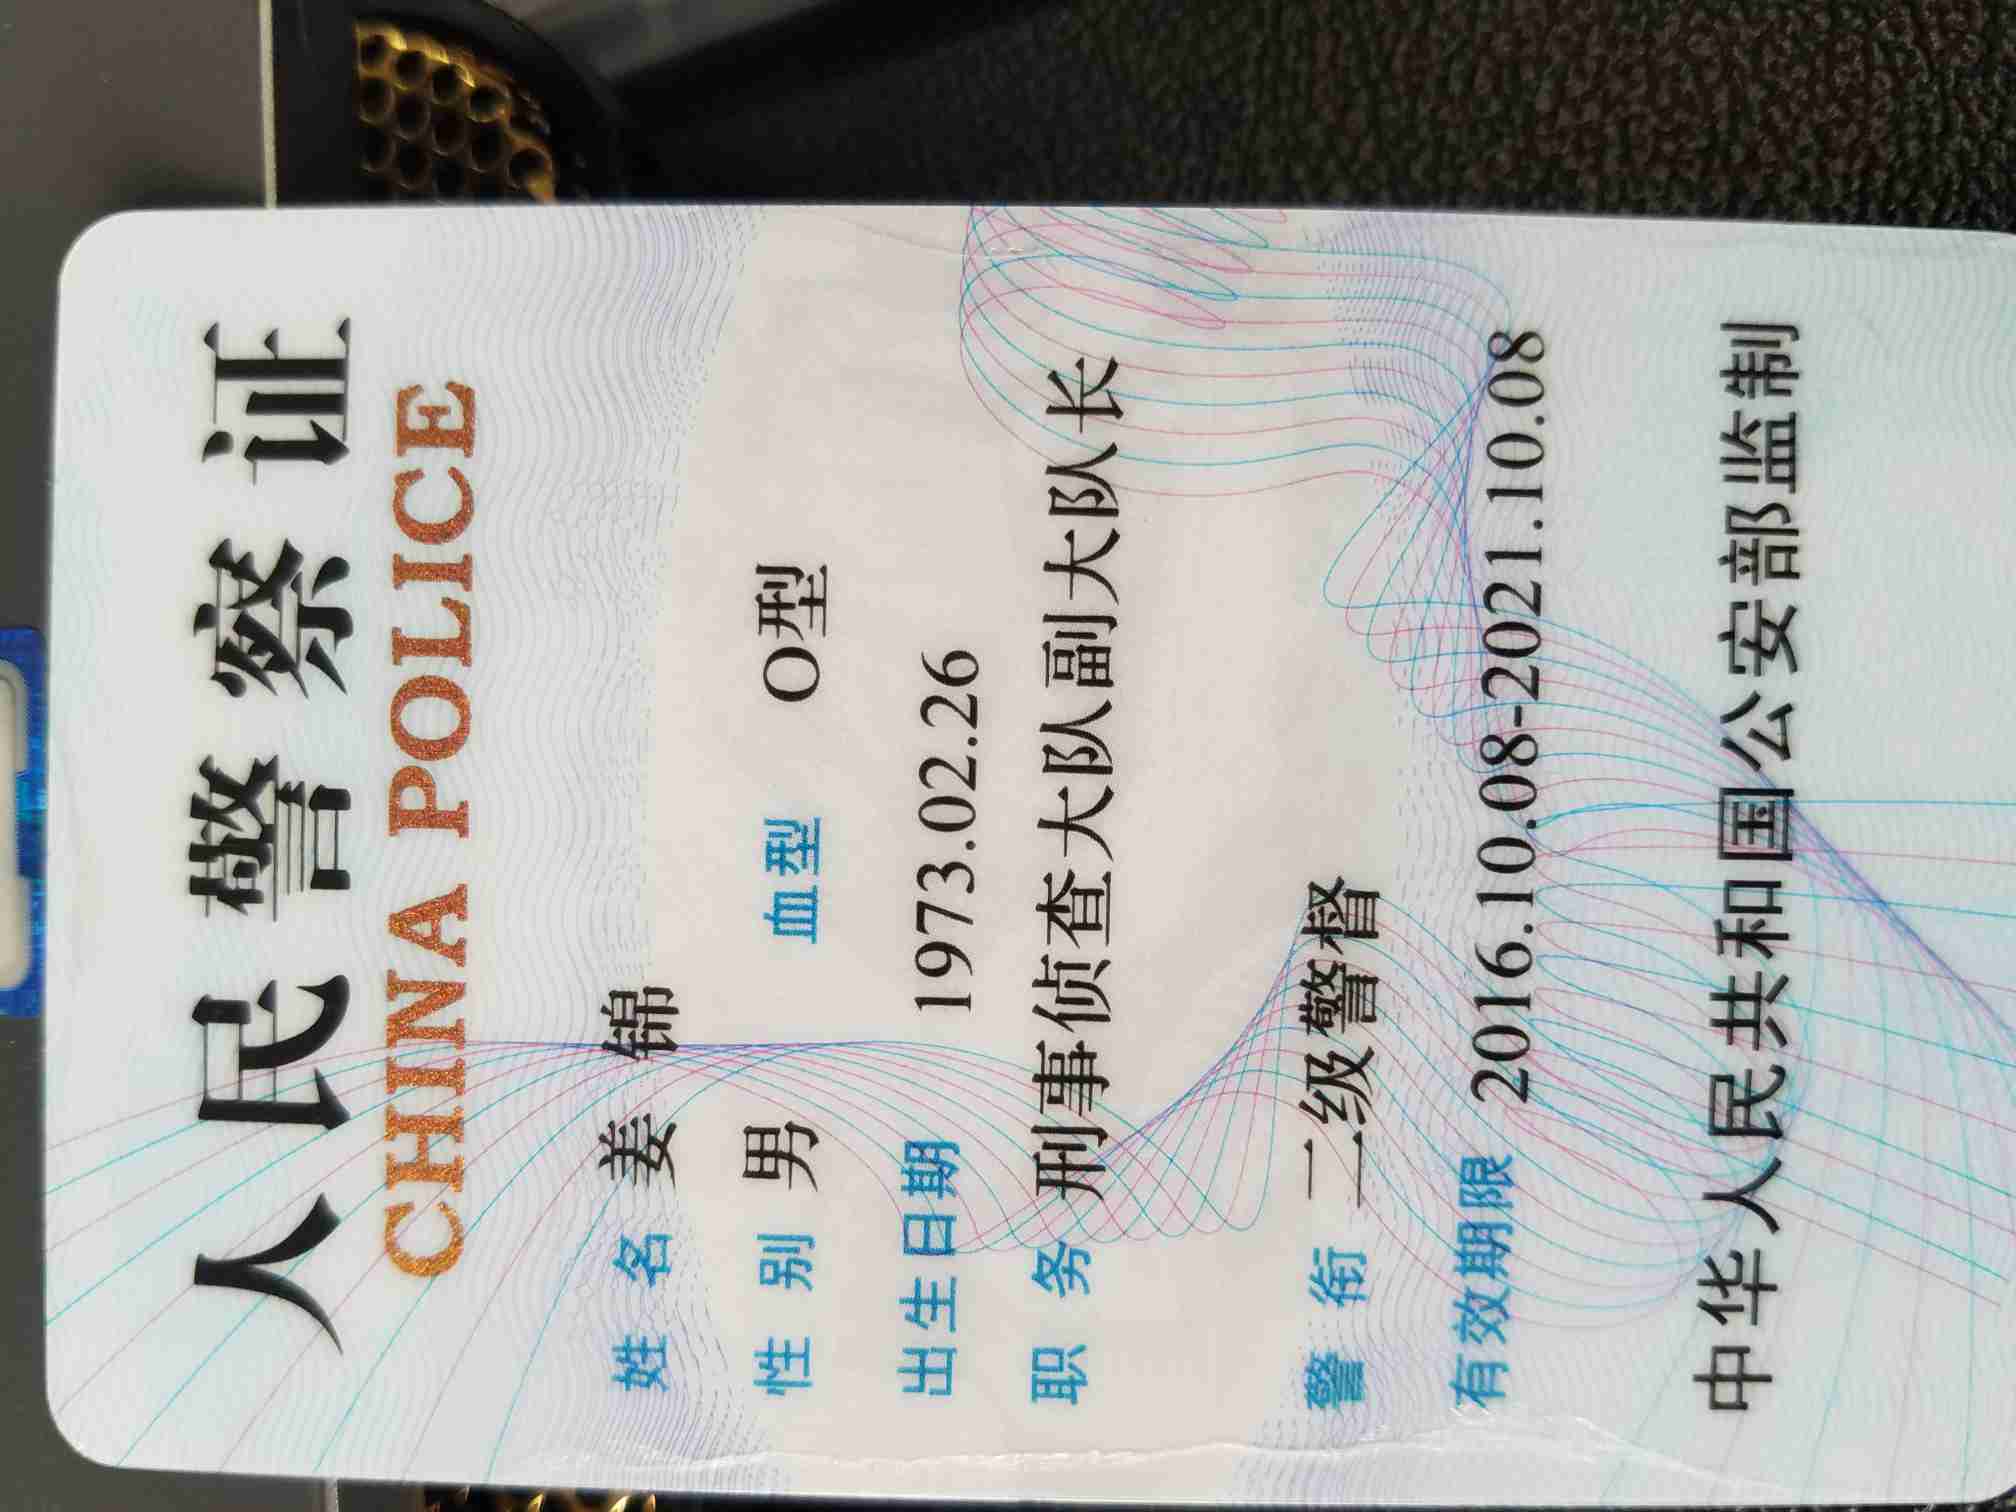 人民警察证
CHINA POLICE
姓名 姜锦
性别 男 血型 O型
出生日期 1973.02.26
职务 刑事侦查大队副大队长
警衔 二级警督
有效期限 2016.10.08-2021.10.08
中华人民共和国公安部监制